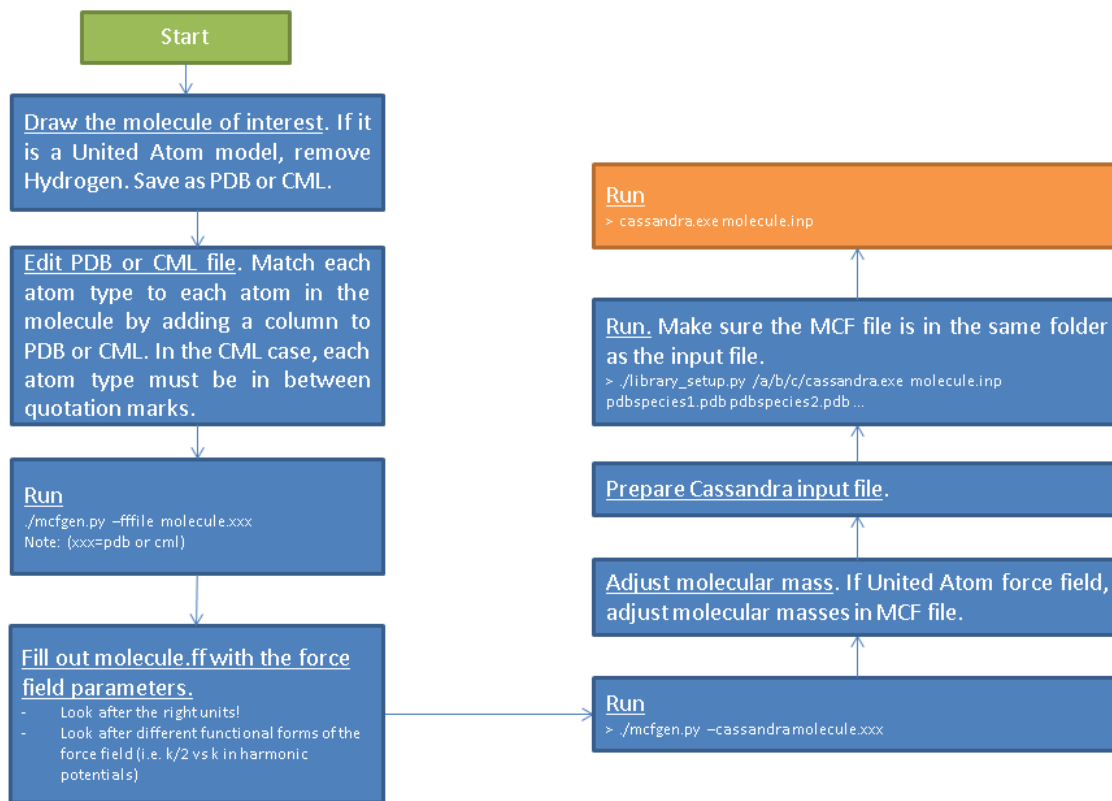 Start
Draw the molecule of interest. If it
is a United Atom model, remove
Hydrogen. Save as PDB or CML.
Edit PDB or CML file. Match each
atom type to each atom in the
molecule by adding a column to
PDB or CML. In the CML case, each
atom type must be in between
quotation marks.
Run
./mcfgen.py –fffile molecule.xxx
Note: (xxx=pdb or cml)
Fill out molecule.ff with the force
field parameters.
- Look after the right units!
- Look after different functional forms of the
force field (i.e. k/2 vs k in harmonic
potentials)
Run
> ./mcfgen.py –cassandra molecule.xxx
Adjust molecular mass. If United Atom force field,
adjust molecular masses in MCF file.
Prepare Cassandra input file.
Run. Make sure the MCF file is in the same folder
as the input file.
> ./library_setup.py /a/b/c/cassandra.exe molecule.inp
pdbspecies1.pdb pdbspecies2.pdb ...
Run
> cassandra.exe molecule.inp